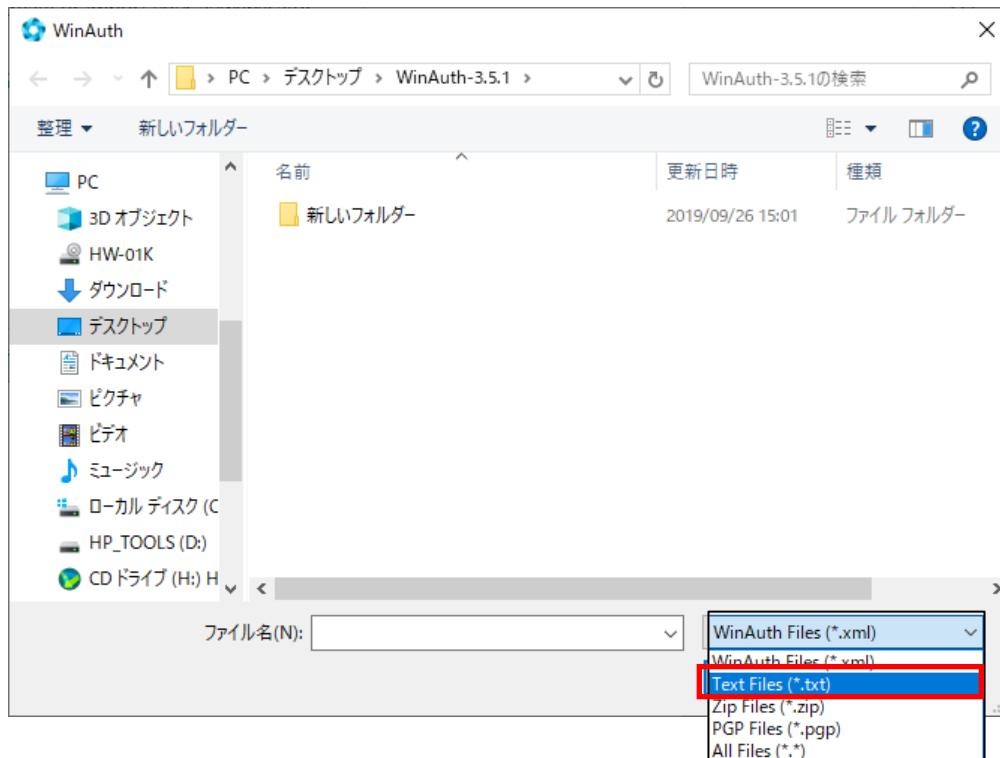 WinAuth
PC > デスクトップ > WinAuth-3.5.1 >
WinAuth-3.5.1の検索
整理
新しいフォルダー
PC
3D オブジェクト
HW-01K
ダウンロード
デスクトップ
ドキュメント
ピクチャ
ビデオ
ミュージック
ローカル ディスク (C
HP_TOOLS (D:)
CD ドライブ (H:) H
名前
更新日時
種類
新しいフォルダー
2019/09/26 15:01
ファイル フォルダー
ファイル名(N):
WinAuth Files (*.xml)
WinAuth Files (*.xml)
Text Files (*.txt)
Zip Files (*.zip)
PGP Files (*.pgp)
All Files (*.*)